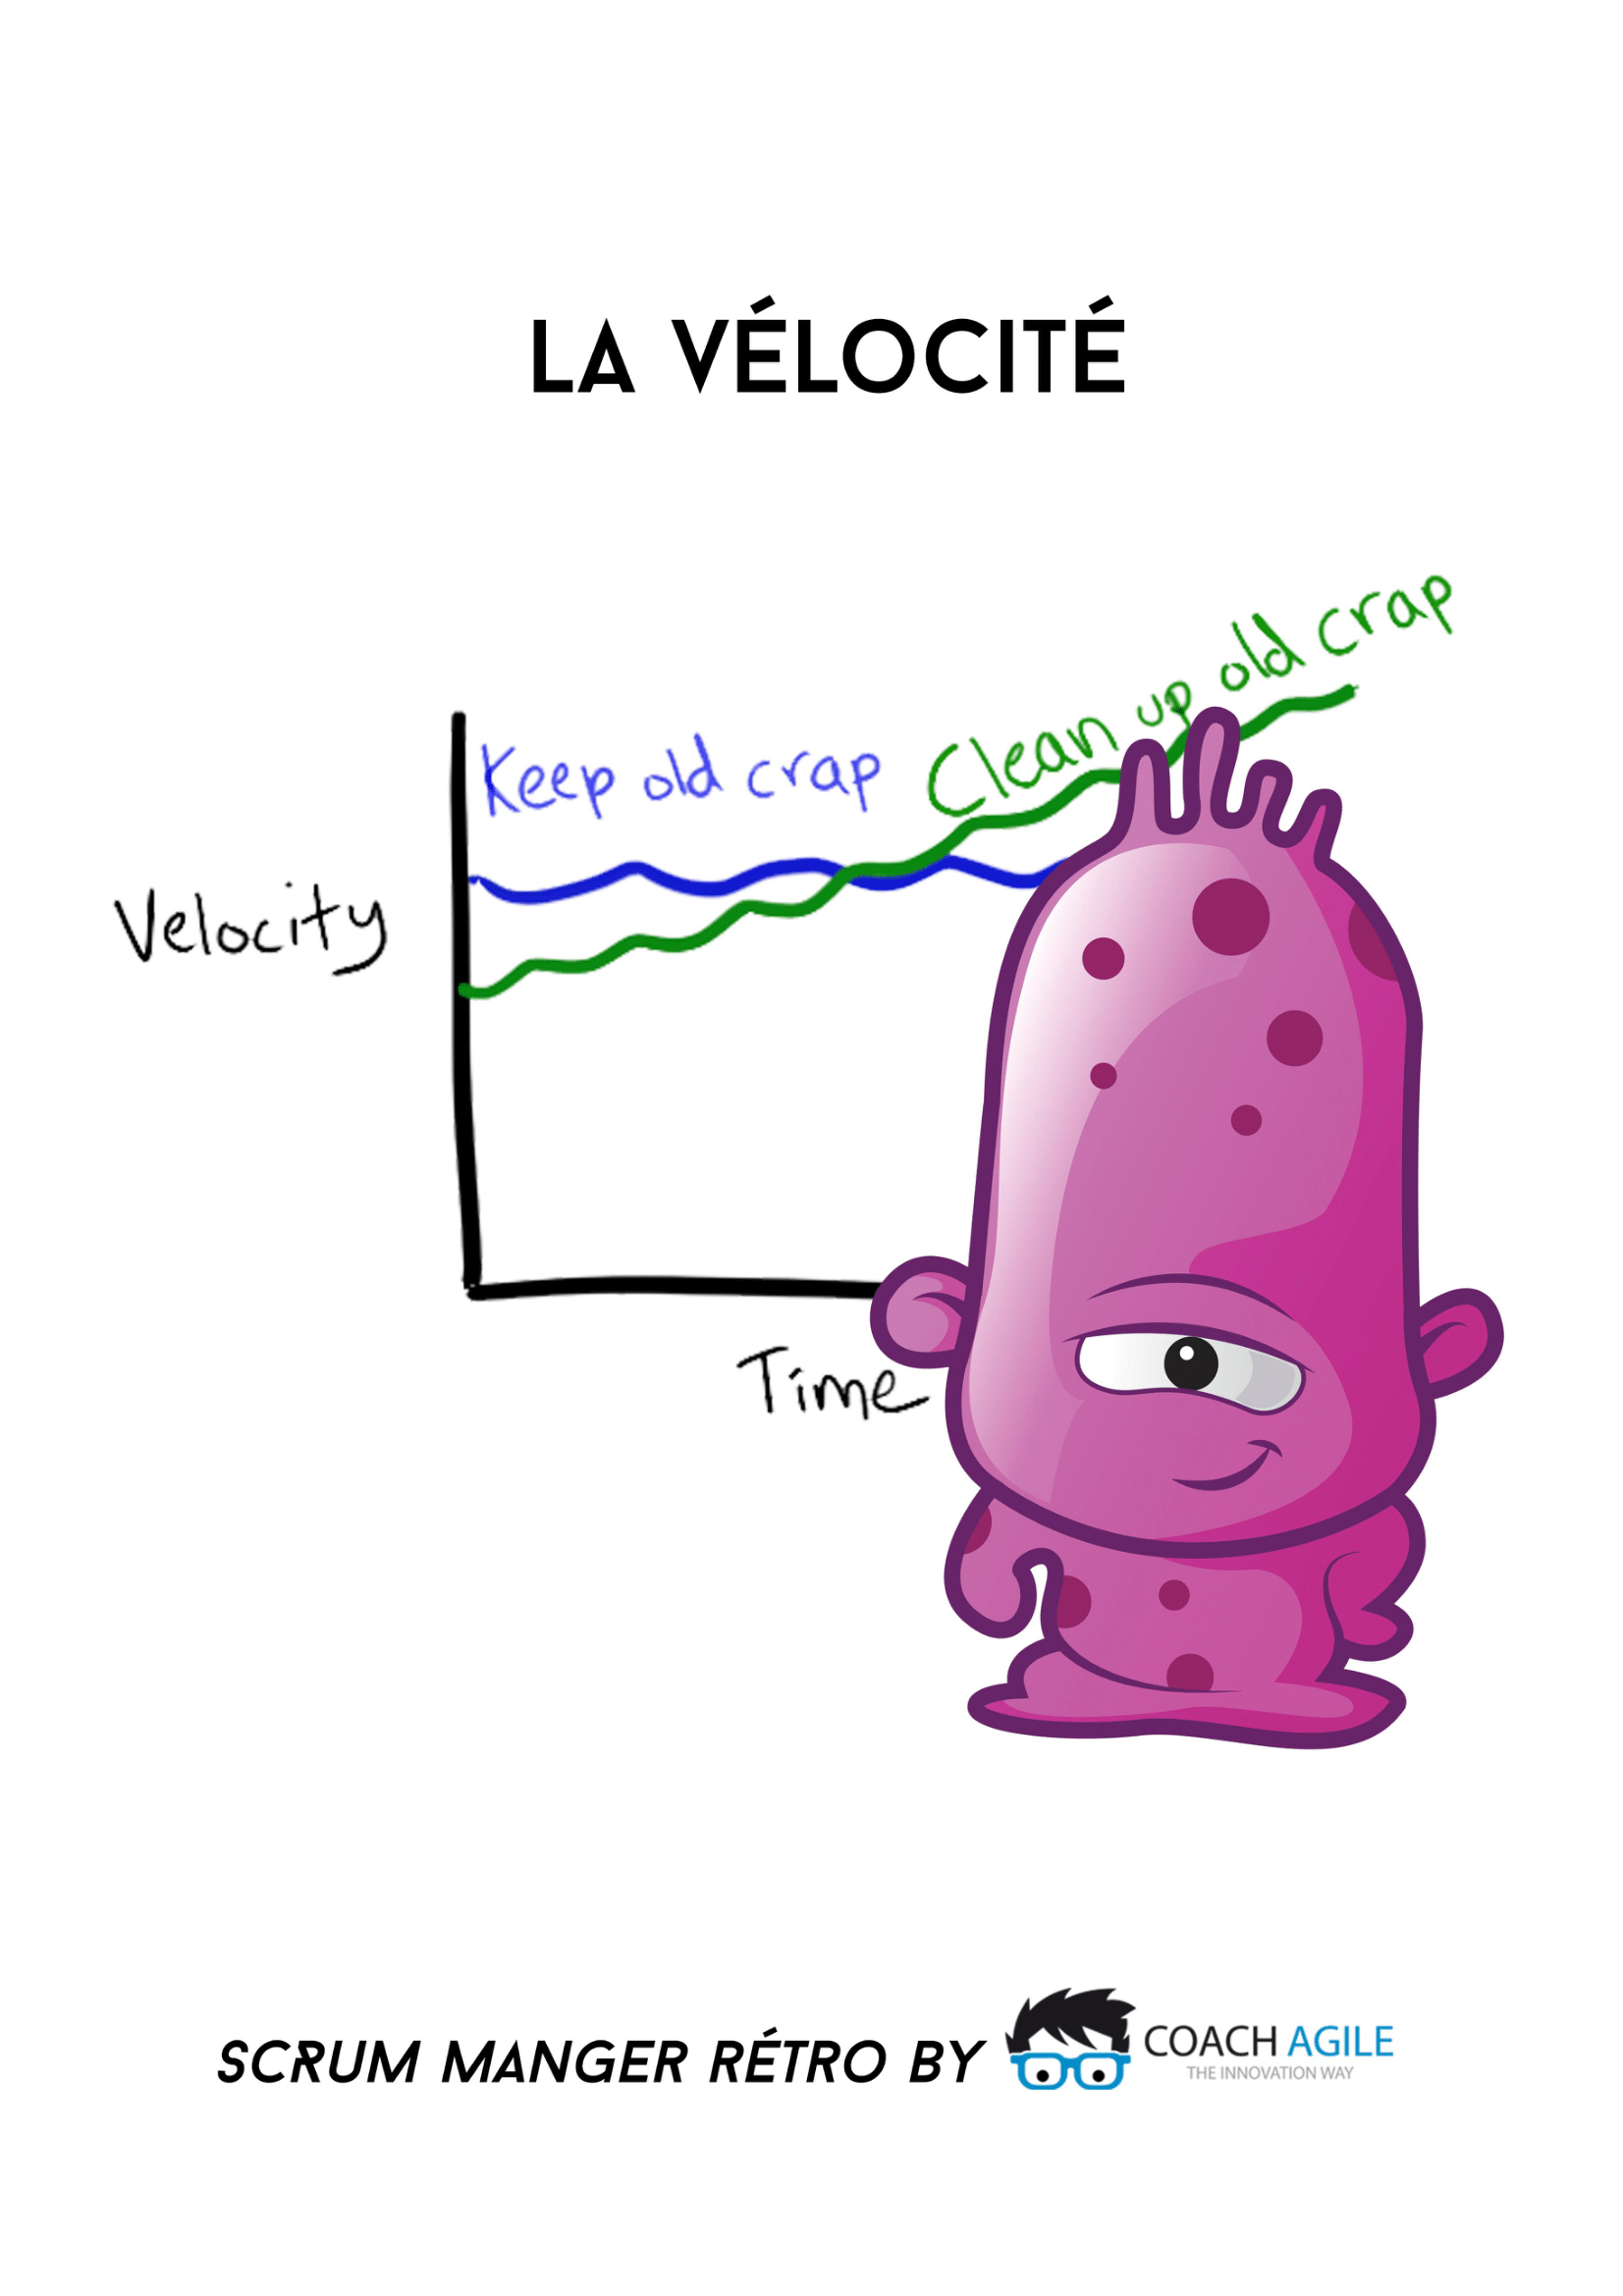 LA VÉLOCITÉ
Clean up old crap
Keep old crap
Velocity
Time
SCRUM MANGER RÉTRO BY
COACH AGILE
THE INNOVATION WAY